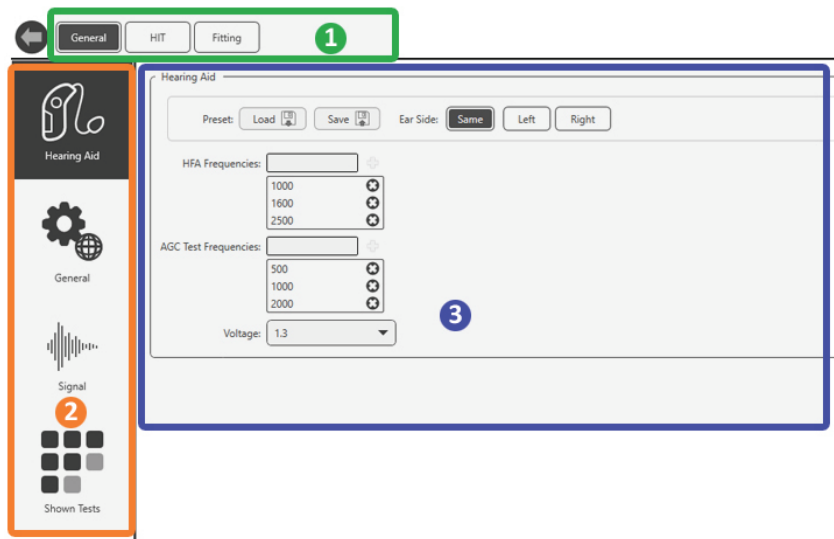 General HIT Fitting 1
Hearing Aid
Preset: Load Save Ear Side: Same Left Right
Hearing Aid
HFA Frequencies:
1000
1600
2500
AGC Test Frequencies:
500
1000
2000
General
3
Voltage: 1.3
Signal
2
Shown Tests